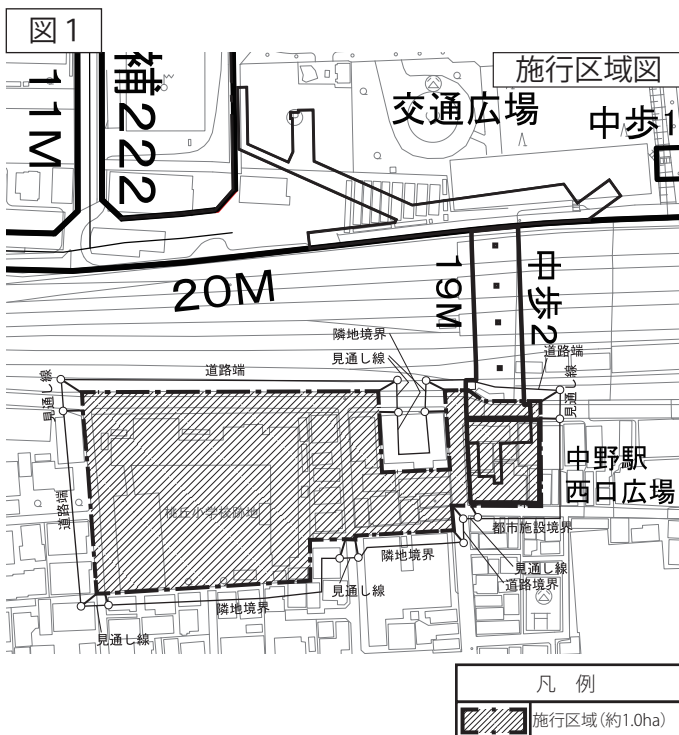 図1
施行区域図
11M
補222
交通広場
中歩1
20M
19M
中歩2
隣地境界
見通し線
道路端
道路端
見通し線
見通し線
中野駅
西口広場
桃丘小学校跡地
道路端
都市施設境界
隣地境界
見通し線
見通し線
道路境界
隣地境界
見通し線
凡 例
施行区域(約1.0ha)